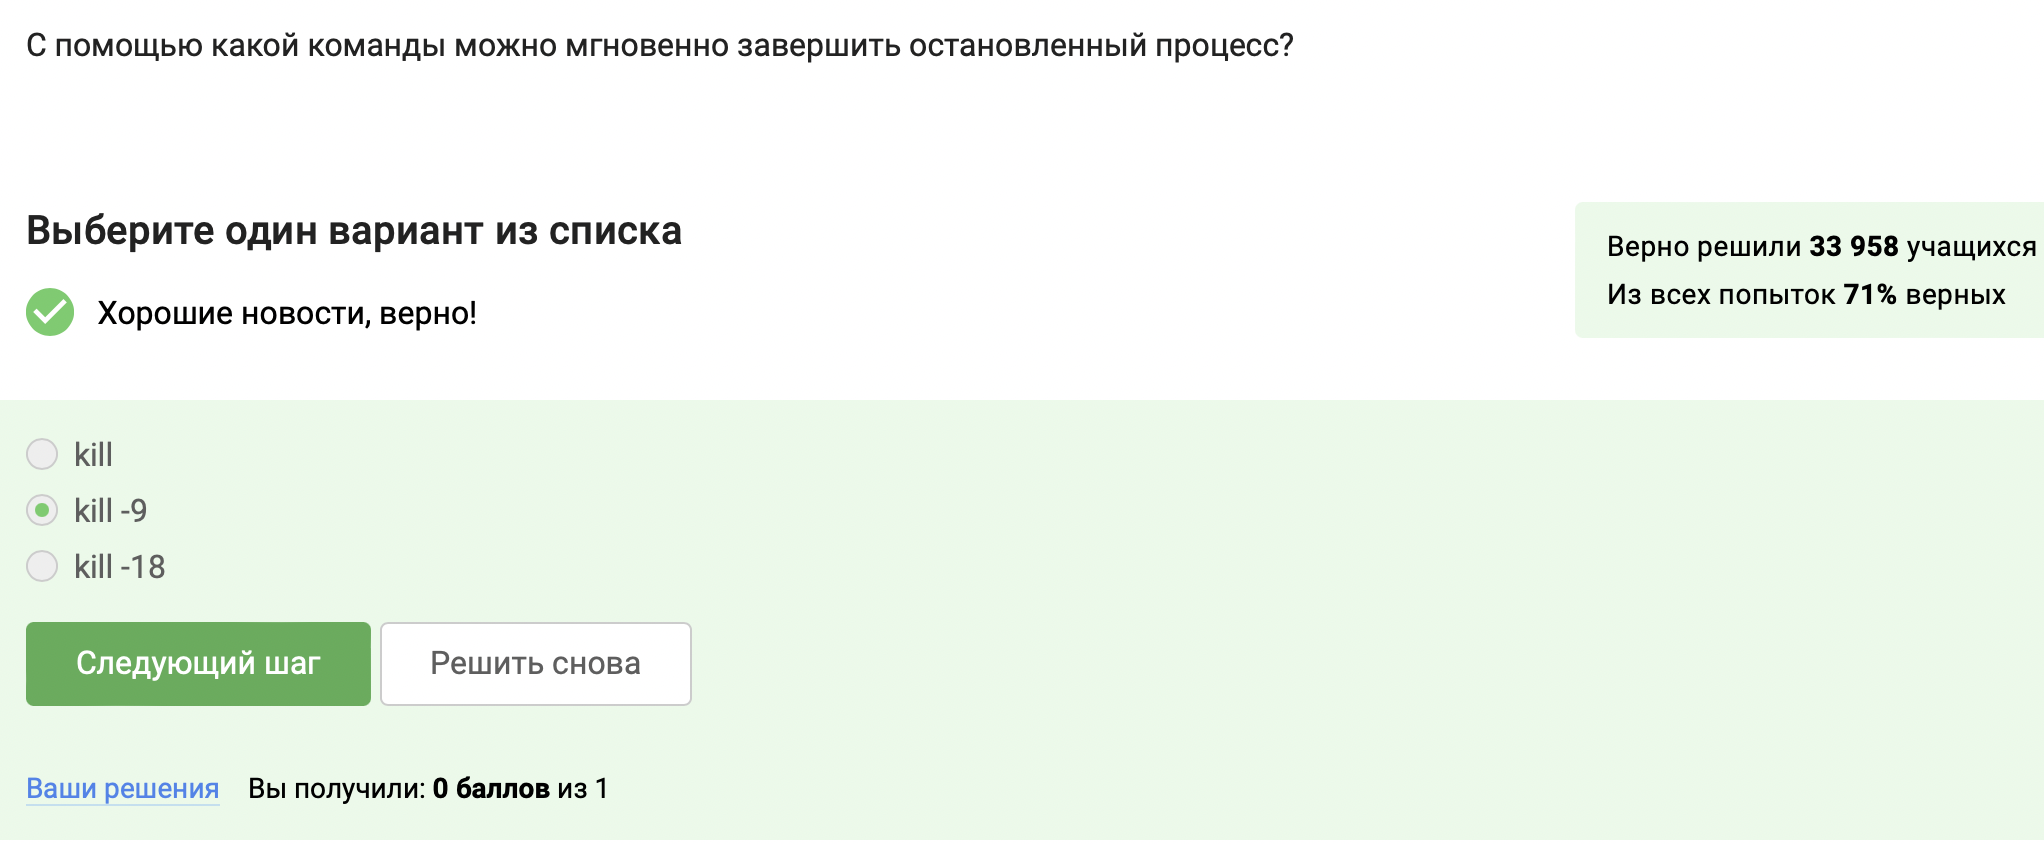 С помощью какой команды можно мгновенно завершить остановленный процесс?
Выберите один вариант из списка
Хорошие новости, верно!
Верно решили 33 958 учащихся
Из всех попыток 71% верных
kill
kill -9
kill -18
Следующий шаг
Решить снова
Ваши решения Вы получили: 0 баллов из 1